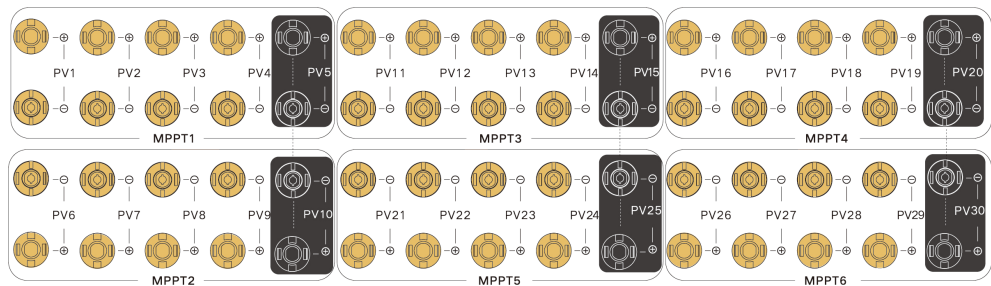 PV1 PV2 PV3 PV4 PV5
MPPT1
PV11 PV12 PV13 PV14 PV15
MPPT3
PV16 PV17 PV18 PV19 PV20
MPPT4
PV6 PV7 PV8 PV9 PV10
MPPT2
PV21 PV22 PV23 PV24 PV25
MPPT5
PV26 PV27 PV28 PV29 PV30
MPPT6